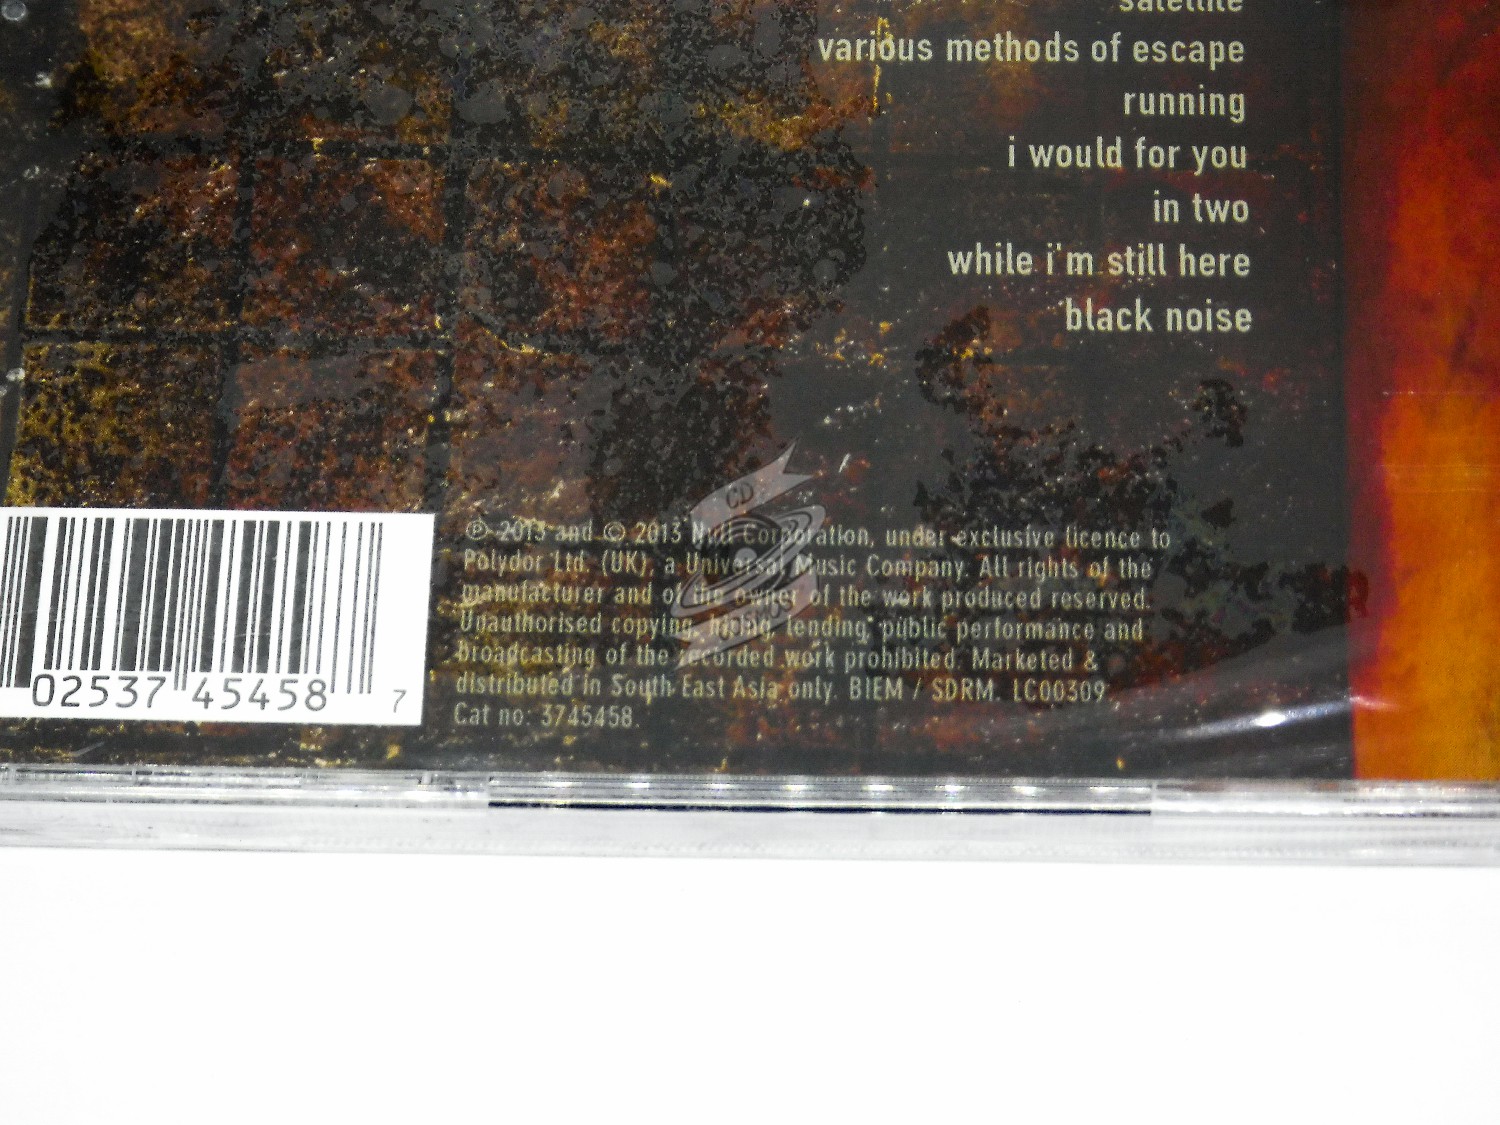 satellite
various methods of escape
running
i would for you
in two
while i'm still here
black noise
℗ 2013 and © 2013 Null Corporation, under exclusive licence to
Polydor Ltd. (UK), a Universal Music Company. All rights of the
manufacturer and of the owner of the work produced reserved.
Unauthorised copying, hiring, lending, public performance and
broadcasting of the recorded work prohibited. Marketed &
distributed in South East Asia only. BIEM / SDRM. LC00309.
Cat no: 3745458.
02537 45458 7
CD